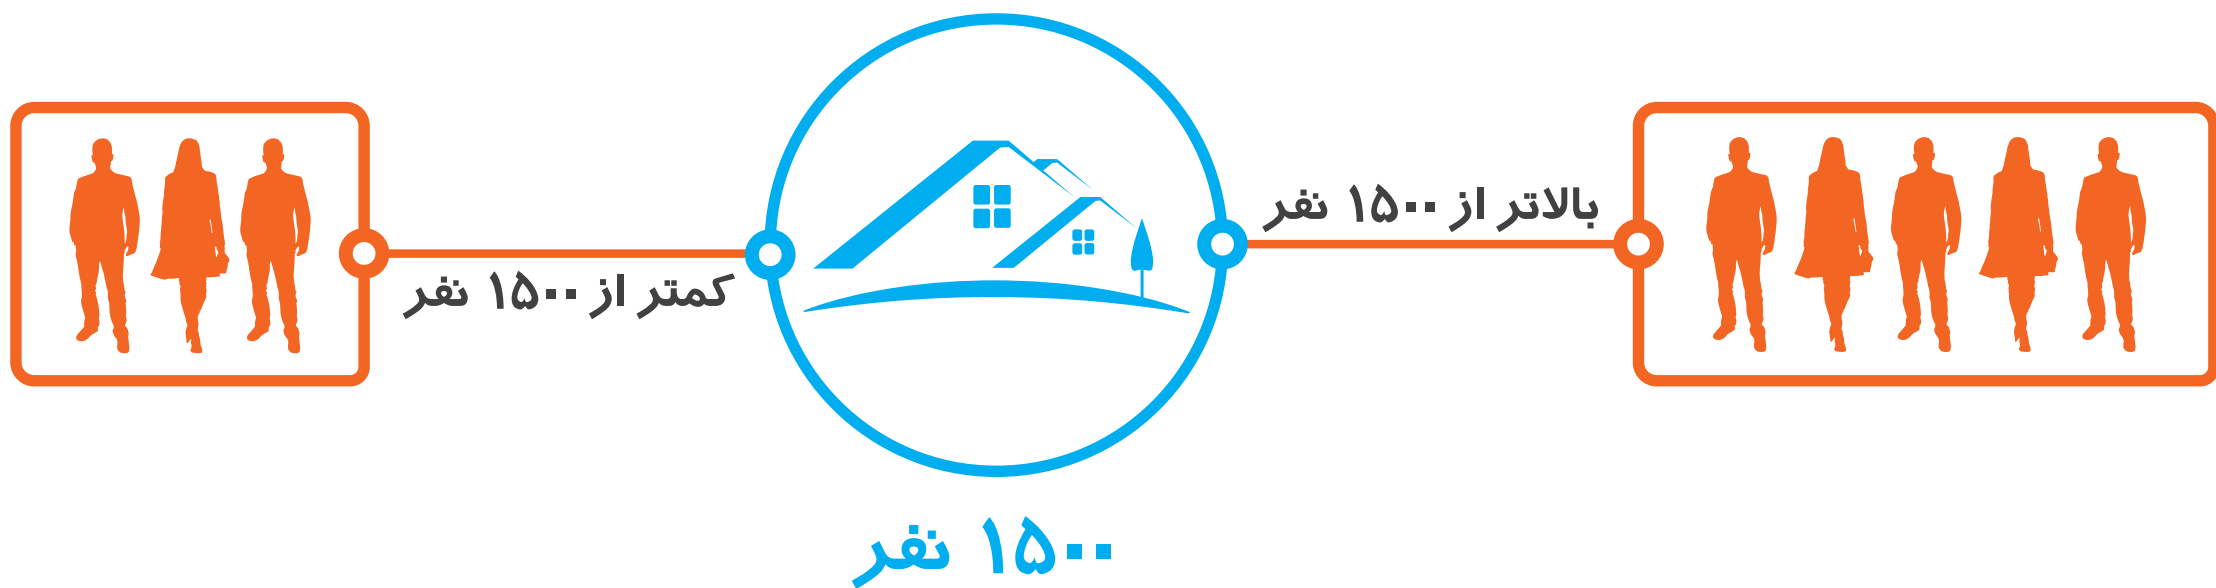 بالاتر از ۱۵۰۰ نفر
کمتر از ۱۵۰۰ نفر
۱۵۰۰ نفر